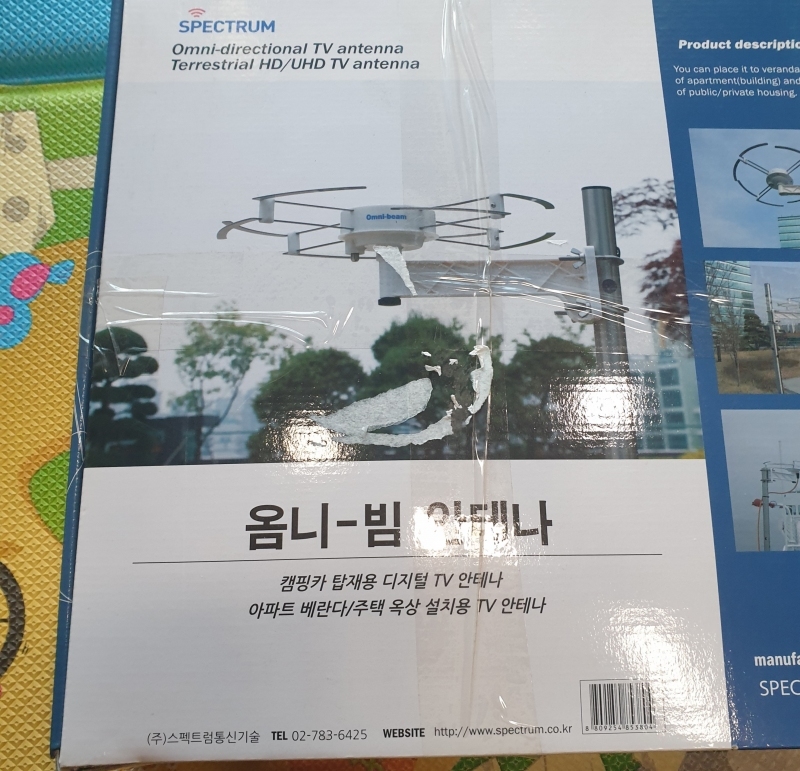 SPECTRUM
Omni-directional TV antenna
Terrestrial HD/UHD TV antenna
Omni-beam
옴니-빔 안테나
캠핑카 탑재용 디지털 TV 안테나
아파트 베란다/주택 옥상 설치용 TV 안테나
(주)스펙트럼통신기술 TEL 02-783-6425 WEBSITE http://www.spectrum.co.kr
Product descriptio
You can place it to veranda
of apartment(building) and
of public/private housing.
manufa
SPEC